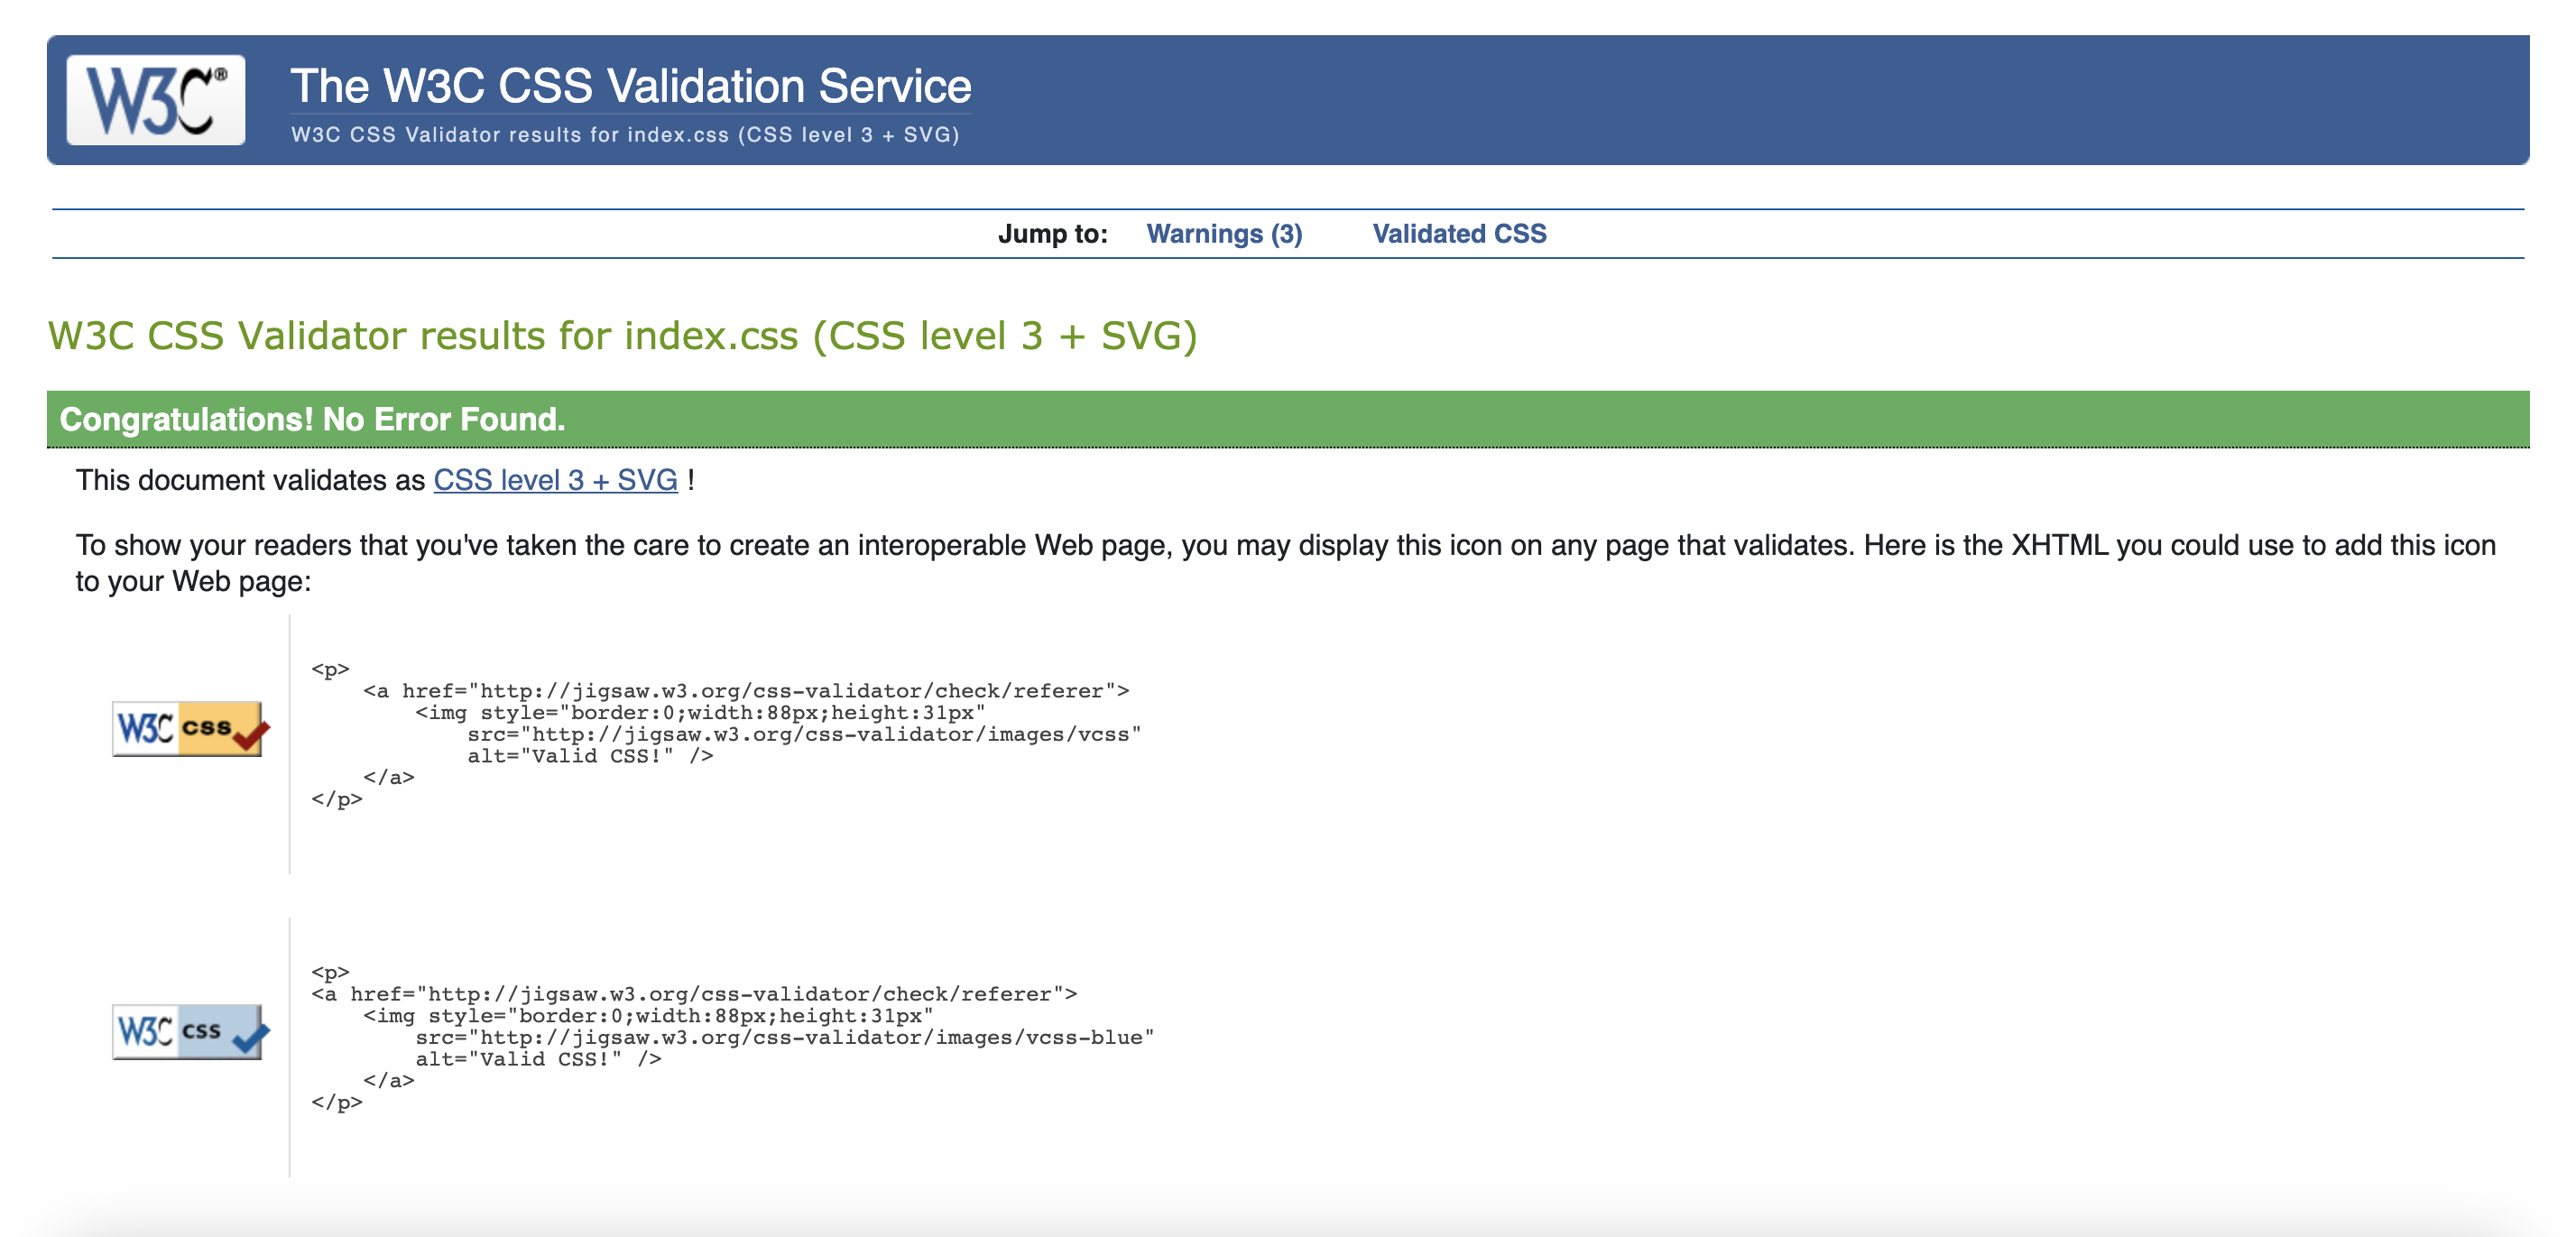 W3C®
The W3C CSS Validation Service
W3C CSS Validator results for index.css (CSS level 3 + SVG)
Jump to: Warnings (3) Validated CSS
W3C CSS Validator results for index.css (CSS level 3 + SVG)
Congratulations! No Error Found.
This document validates as CSS level 3 + SVG !
To show your readers that you've taken the care to create an interoperable Web page, you may display this icon on any page that validates. Here is the XHTML you could use to add this icon
to your Web page:
W3C css
<p>
    <a href="http://jigsaw.w3.org/css-validator/check/referer">
        <img style="border:0;width:88px;height:31px"
            src="http://jigsaw.w3.org/css-validator/images/vcss"
            alt="Valid CSS!" />
    </a>
</p>
W3C css
<p>
<a href="http://jigsaw.w3.org/css-validator/check/referer">
    <img style="border:0;width:88px;height:31px"
        src="http://jigsaw.w3.org/css-validator/images/vcss-blue"
        alt="Valid CSS!" />
    </a>
</p>